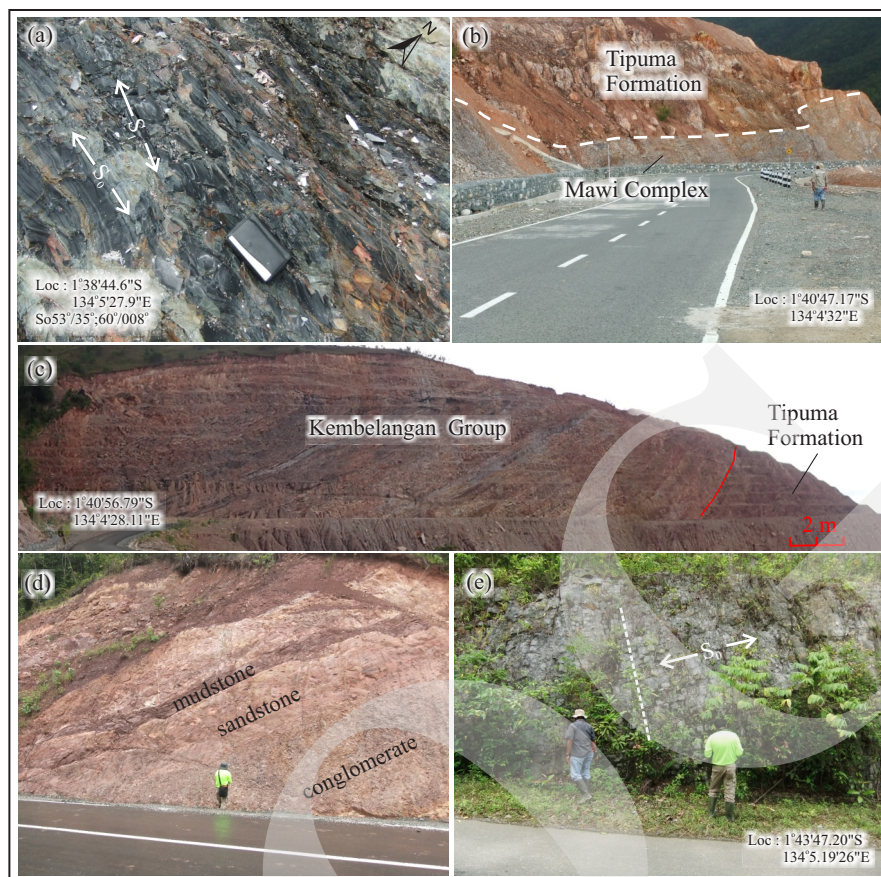 (a)
N
S₁
S₀
Loc : 1°38'44.6"S
134°5'27.9"E
So53°/35°;60°/008°
(b)
Tipuma
Formation
Mawi Complex
Loc : 1°40'47.17"S
134°4'32"E
(c)
Kembelangan Group
Tipuma
Formation
Loc : 1°40'56.79"S
134°4'28.11"E
2 m
(d)
mudstone
sandstone
conglomerate
(e)
S₀
Loc : 1°43'47.20"S
134°5.19'26"E